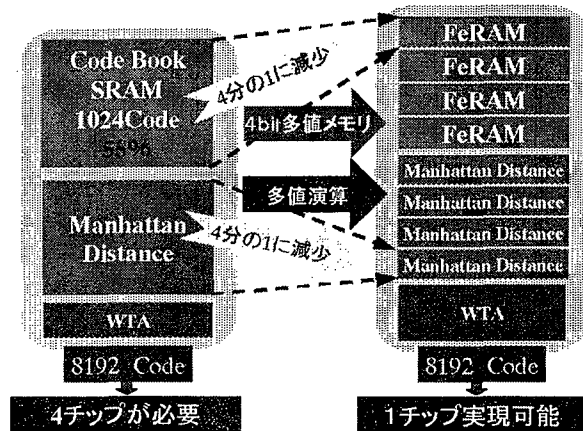 Code Book
SRAM
1024Code
4分の1に減少
Manhattan
Distance
4分の1に減少
WTA
8192 Code
4チップが必要
4bit多値メモリ
多値演算
FeRAM
FeRAM
FeRAM
FeRAM
Manhattan Distance
Manhattan Distance
Manhattan Distance
Manhattan Distance
WTA
8192 Code
1チップ実現可能